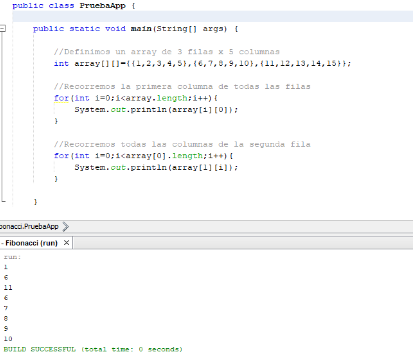 public class PruebaApp {
public static void main(String[] args) {
//Definimos un array de 3 filas x 5 columnas
int array[][]={{1,2,3,4,5},{6,7,8,9,10},{11,12,13,14,15}};
//Recorremos la primera columna de todas las filas
for(int i=0;i<array.length;i++){
System.out.println(array[i][0]);
}
//Recorremos todas las columnas de la segunda fila
for(int i=0;i<array[0].length;i++){
System.out.println(array[1][i]);
}
}
bonacci.PruebaApp
- Fibonacci (run) ×
run:
1
6
11
6
7
8
9
10
BUILD SUCCESSFUL (total time: 0 seconds)